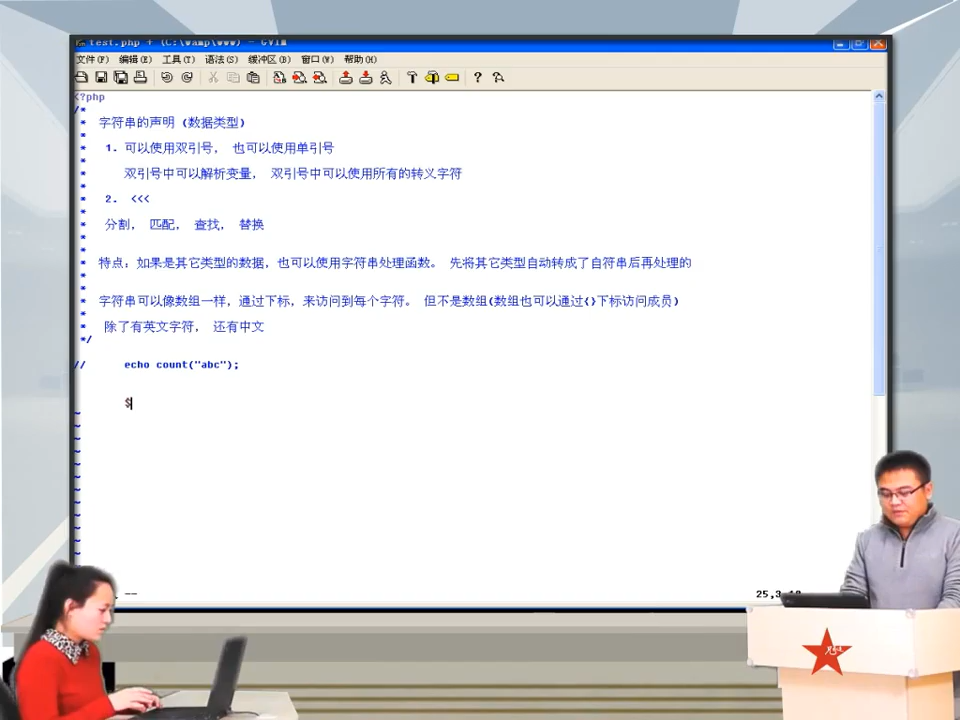 test.php + (C:\wamp\www) - GVIM
文件(F) 编辑(E) 工具(T) 语法(S) 缓冲区(B) 窗口(W) 帮助(H)
<?php
/*
* 字符串的声明 (数据类型)
*
* 1. 可以使用双引号， 也可以使用单引号
*
* 双引号中可以解析变量， 双引号中可以使用所有的转义字符
*
* 2. <<<
*
* 分割， 匹配， 查找， 替换
*
*
* 特点：如果是其它类型的数据，也可以使用字符串处理函数。 先将其它类型自动转成了自符串后再处理的
*
*
* 字符串可以像数组一样，通过下标，来访问到每个字符。 但不是数组(数组也可以通过{}下标访问成员)
*
* 除了有英文字符， 还有中文
*/
// echo count("abc");
$
~
~
~
~
~
~
~
~
~
~
~
~
--